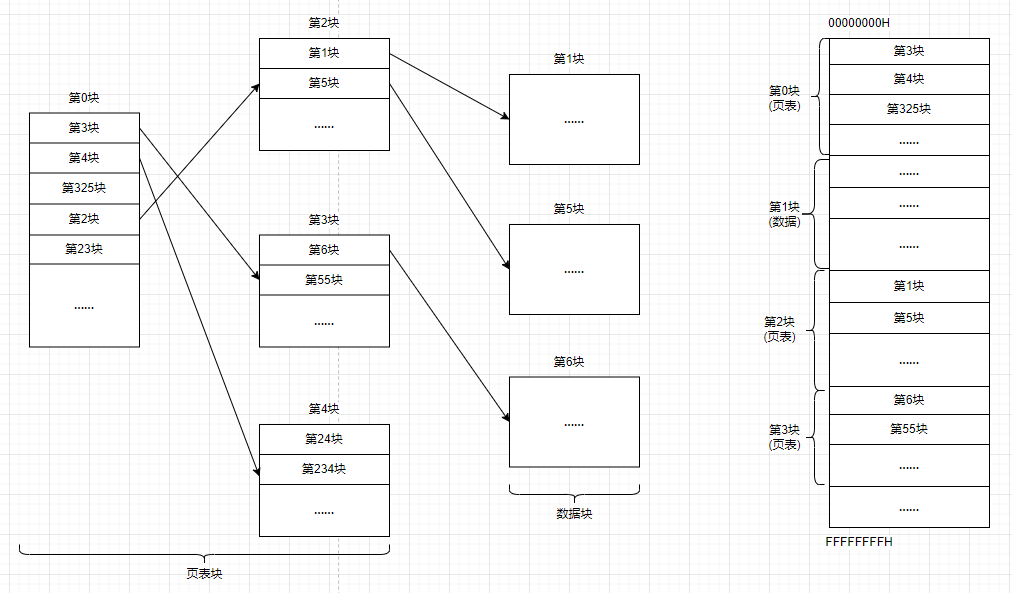 第0块
第3块
第4块
第325块
第2块
第23块
......
第2块
第1块
第5块
......
第3块
第6块
第55块
......
第4块
第24块
第234块
......
页表块
第1块
......
第5块
......
第6块
......
数据块
00000000H
第0块
(页表)
第3块
第4块
第325块
......
第1块
(数据)
......
......
......
第2块
(页表)
第1块
第5块
......
第3块
(页表)
第6块
第55块
......
......
FFFFFFFFH